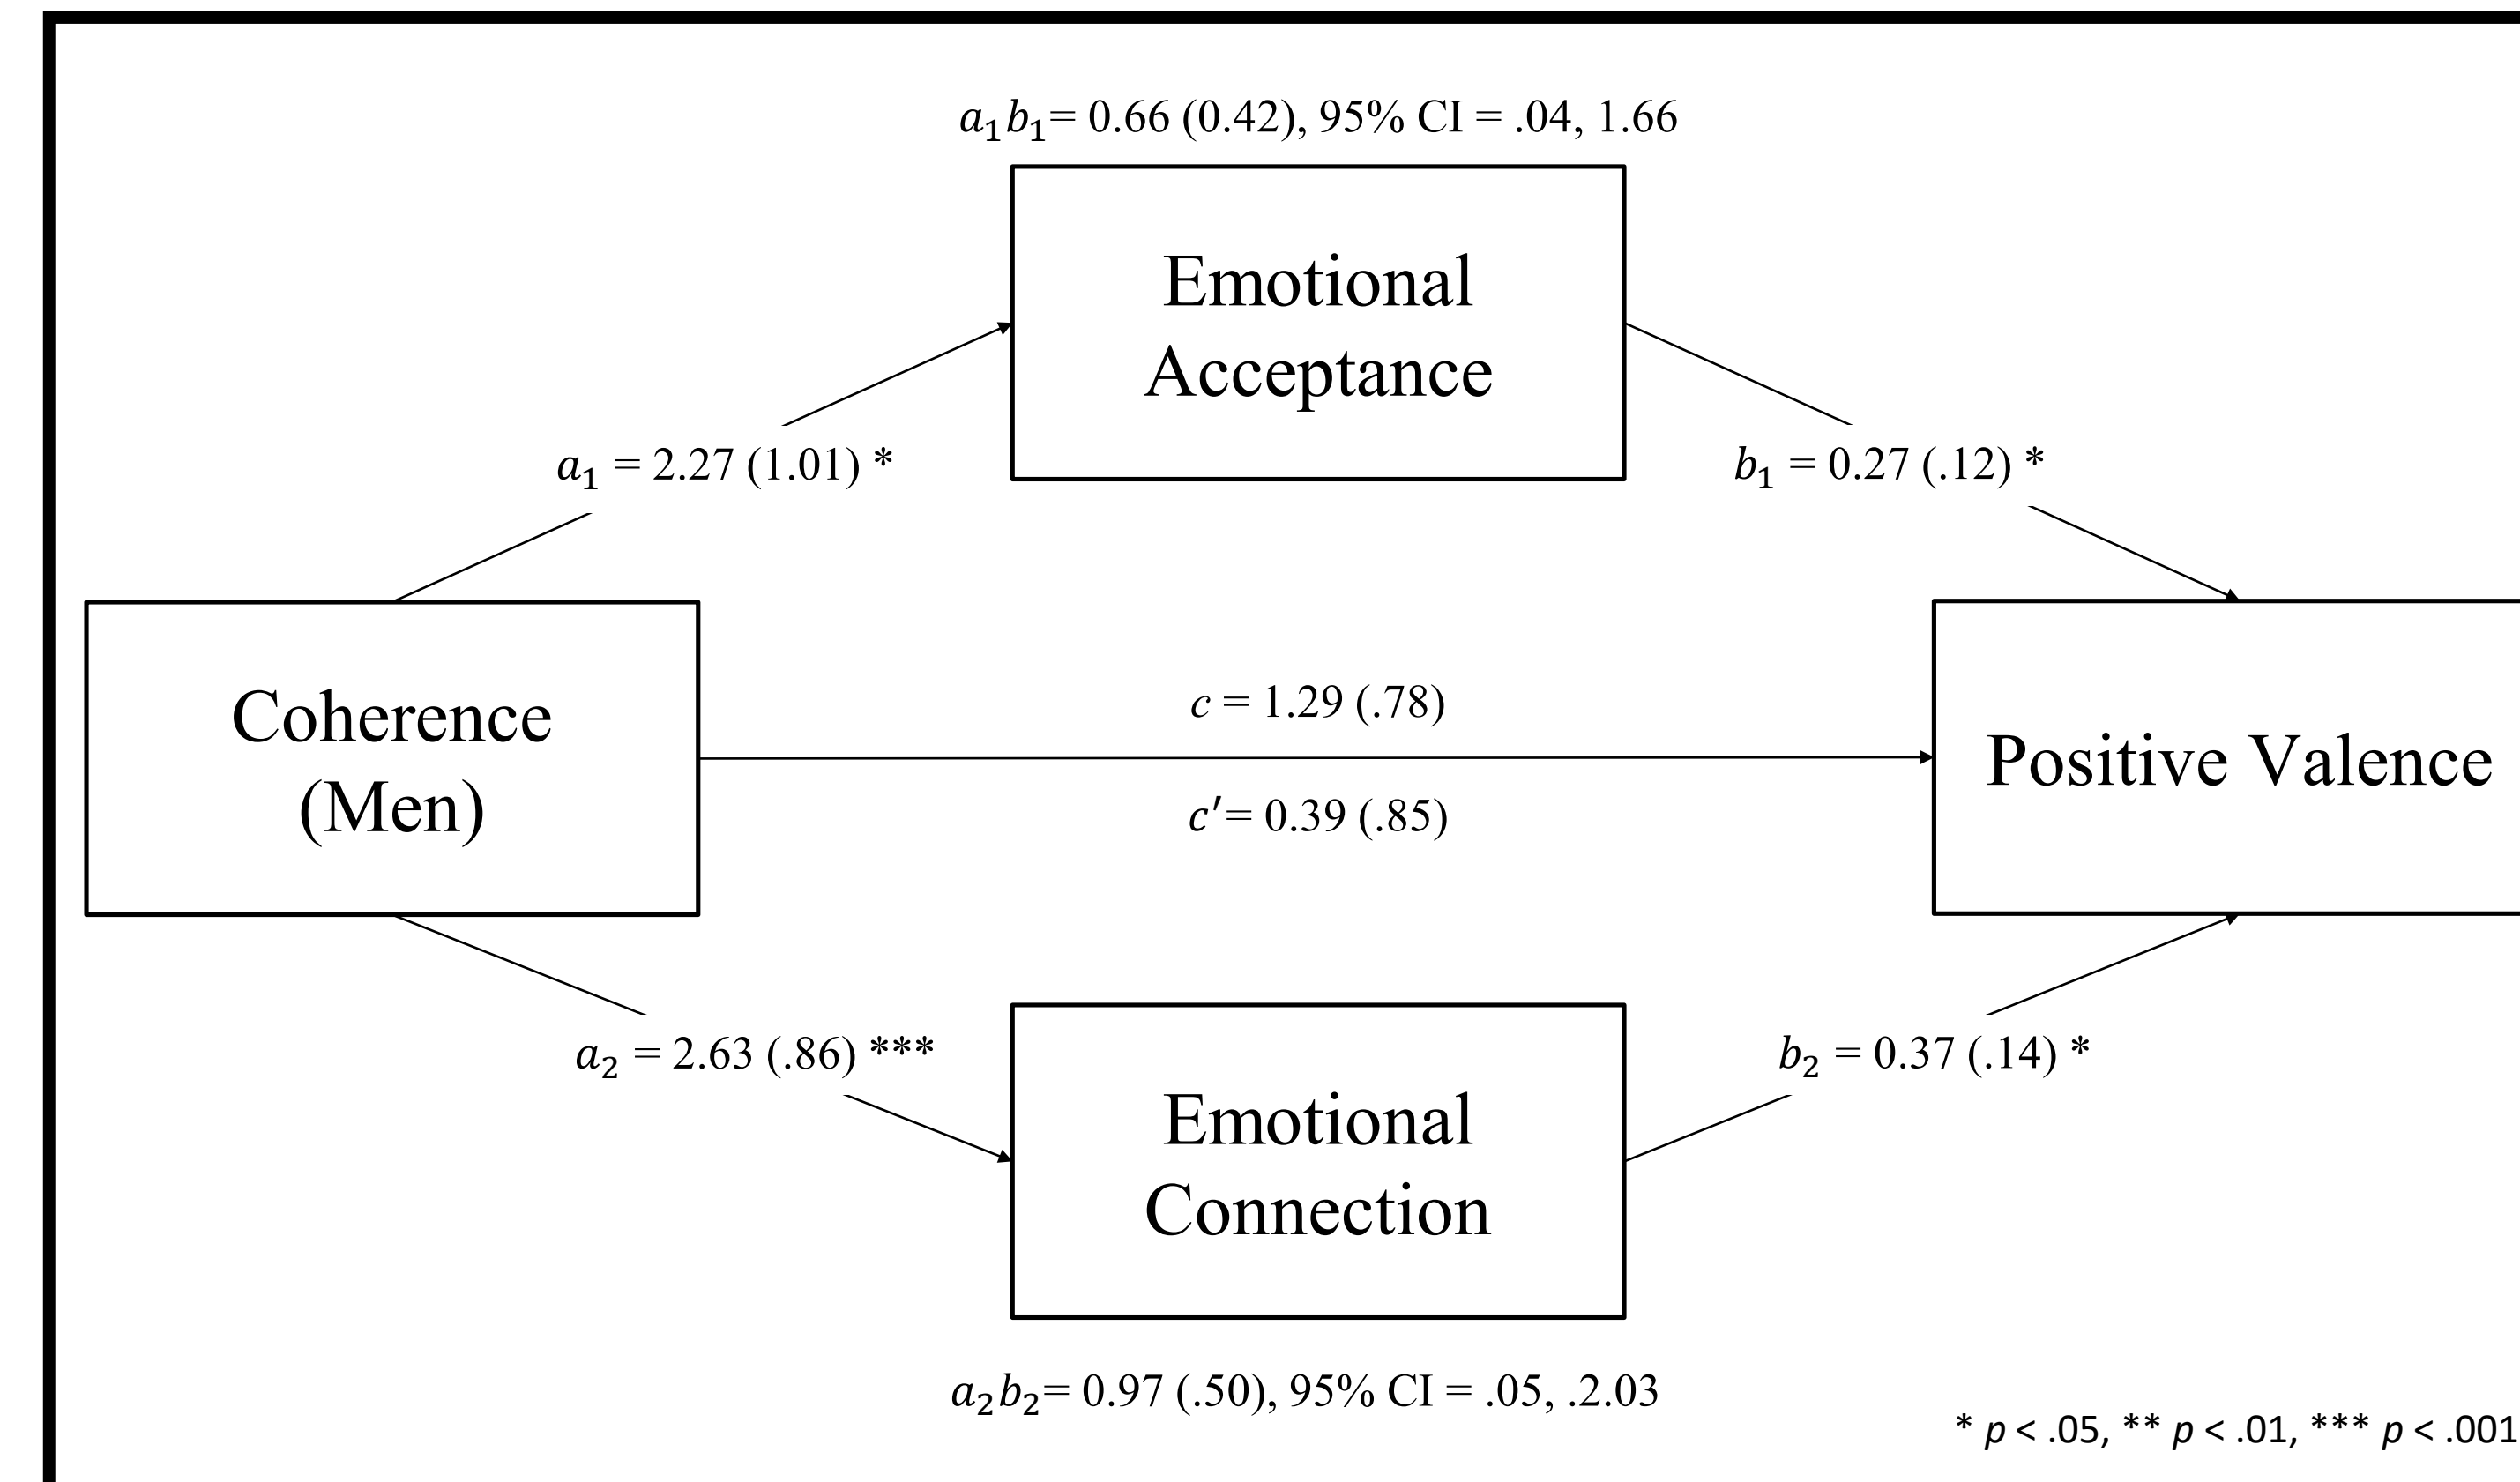 a₁b₁= 0.66 (0.42), 95% CI = .04, 1.66
Emotional
Acceptance
a₁ = 2.27 (1.01) *
b₁ = 0.27 (.12) *
Coherence
(Men)
c = 1.29 (.78)
c′= 0.39 (.85)
Positive Valence
a₂ = 2.63 (.86) ***
b₂ = 0.37 (.14) *
Emotional
Connection
a₂b₂= 0.97 (.50), 95% CI = .05, .2.03
* p < .05, ** p < .01, *** p < .001